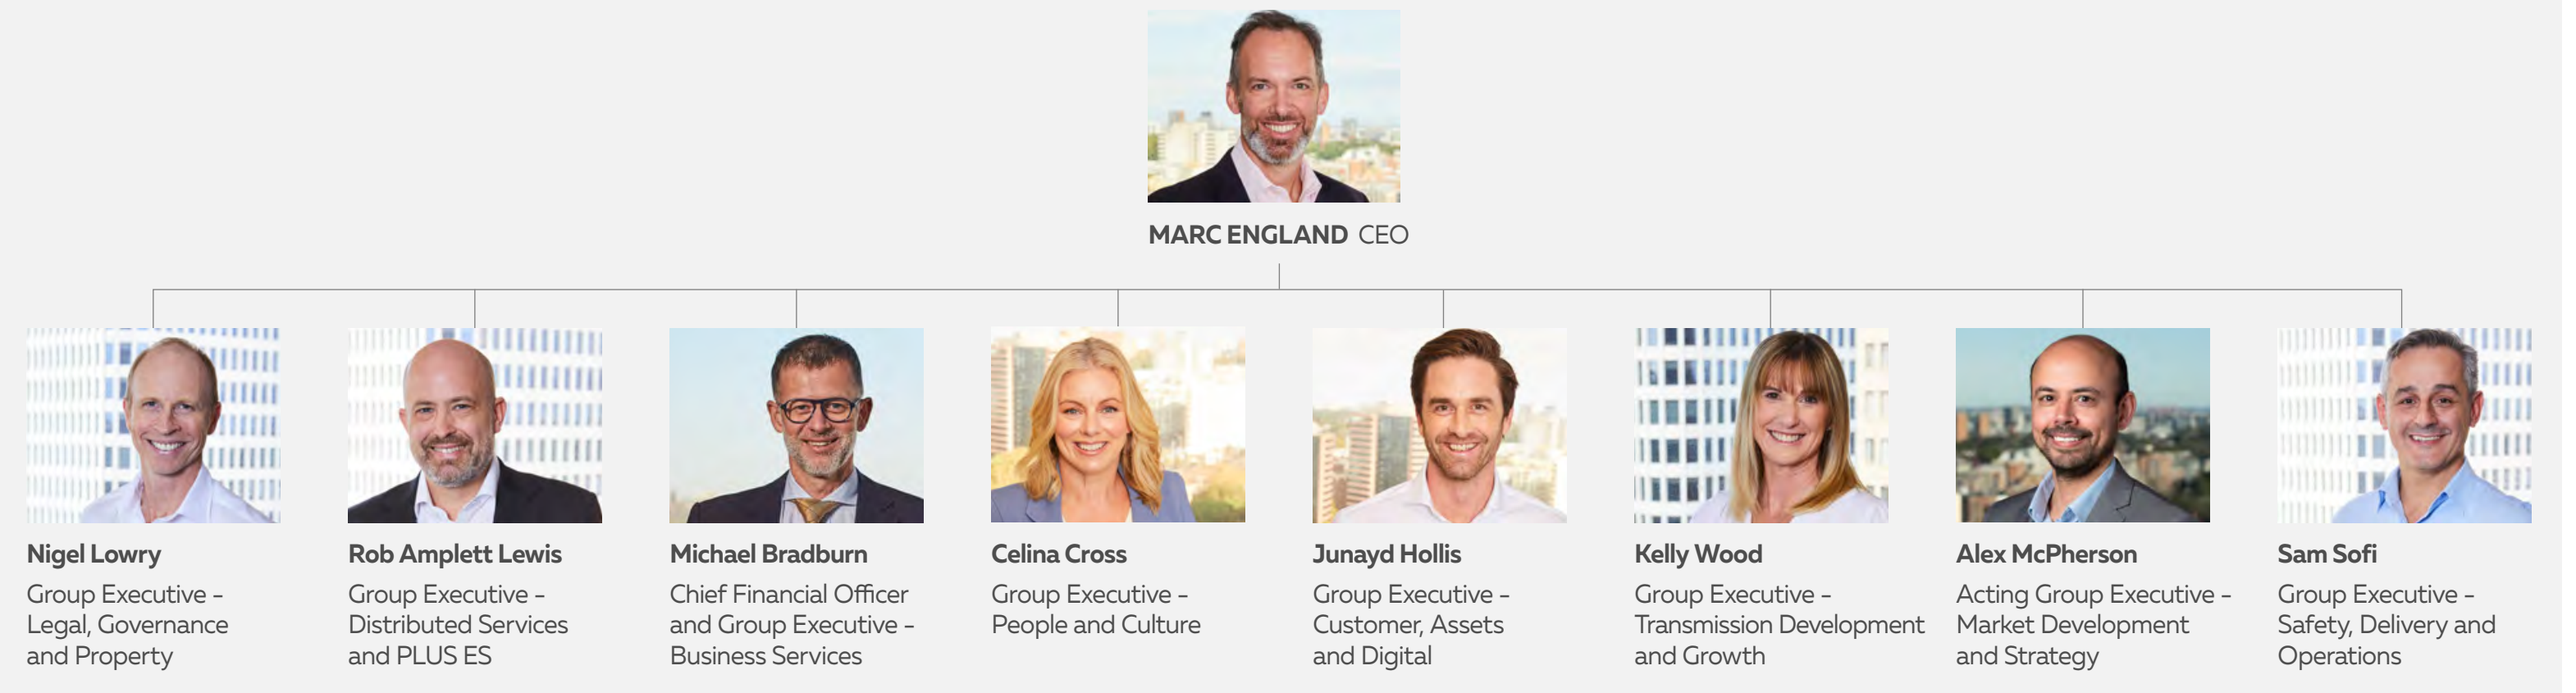 MARC ENGLAND CEO
Nigel Lowry
Group Executive -
Legal, Governance
and Property
Rob Amplett Lewis
Group Executive -
Distributed Services
and PLUS ES
Michael Bradburn
Chief Financial Officer
and Group Executive -
Business Services
Celina Cross
Group Executive -
People and Culture
Junayd Hollis
Group Executive -
Customer, Assets
and Digital
Kelly Wood
Group Executive -
Transmission Development
and Growth
Alex McPherson
Acting Group Executive -
Market Development
and Strategy
Sam Sofi
Group Executive -
Safety, Delivery and
Operations